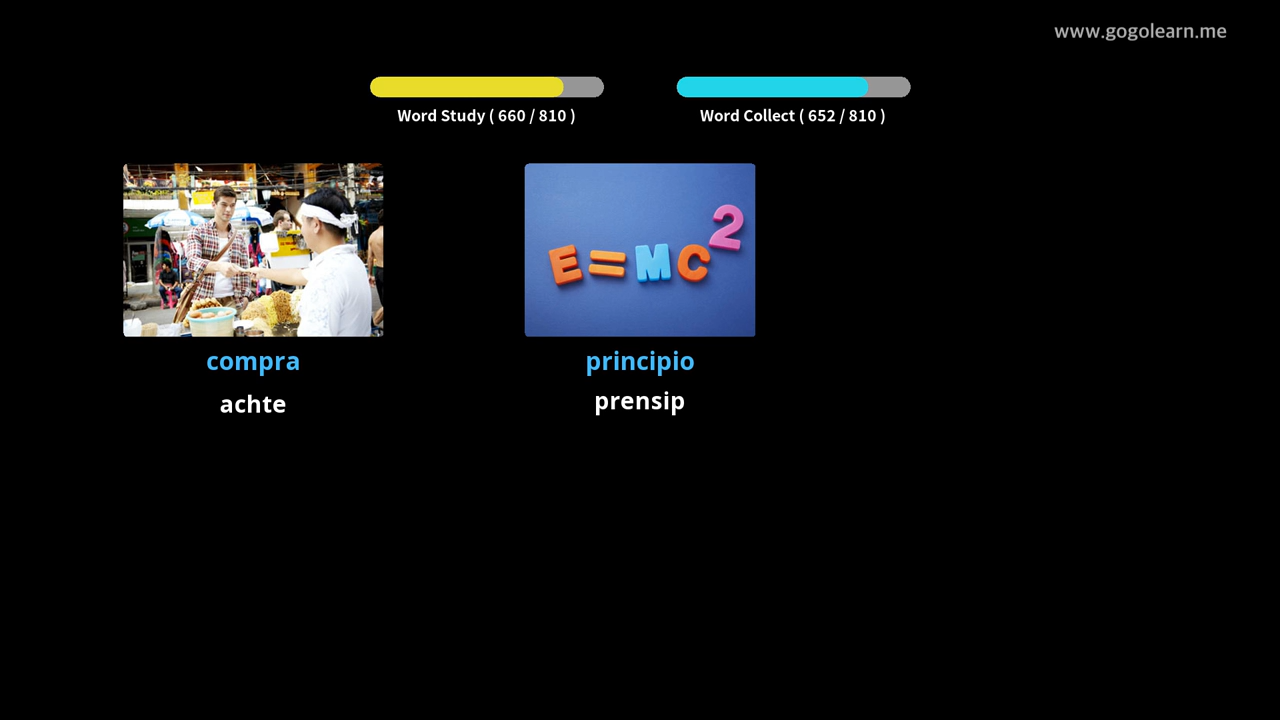 www.gogolearn.me
Word Study ( 660 / 810 )
Word Collect ( 652 / 810 )
E=MC2
compra
achte
principio
prensip